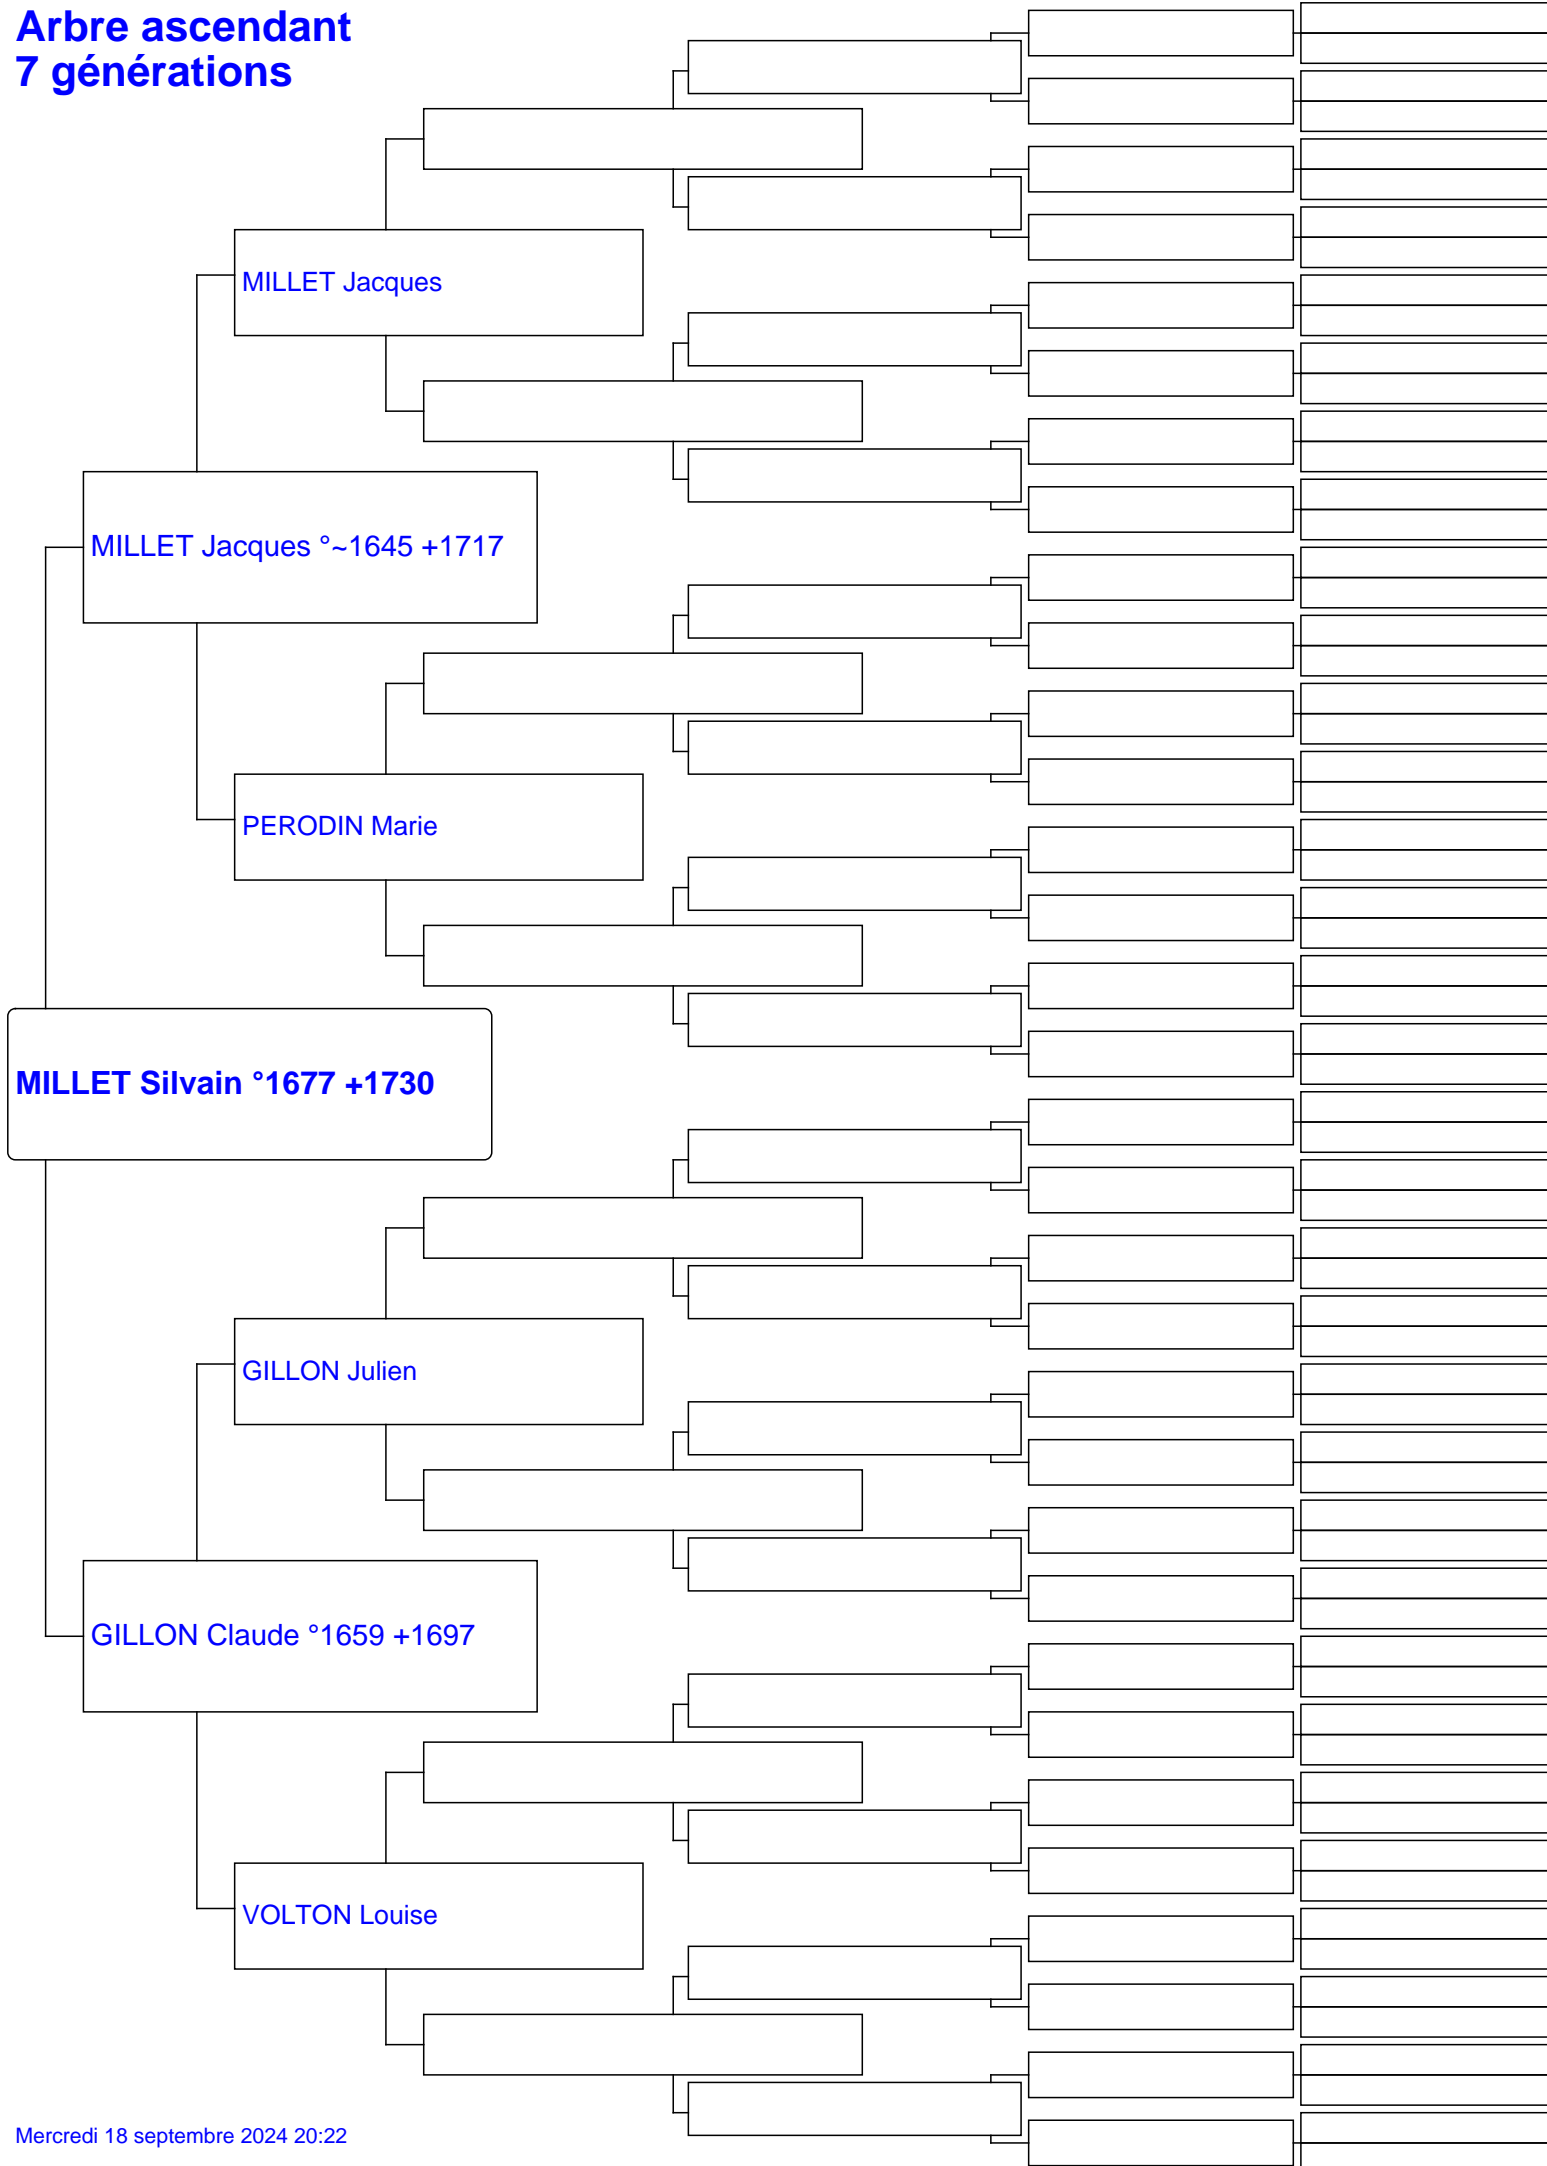 Arbre ascendant
7 générations
MILLET Jacques
MILLET Jacques °~1645 +1717
PERODIN Marie
MILLET Silvain °1677 +1730
GILLON Julien
GILLON Claude °1659 +1697
VOLTON Louise
Mercredi 18 septembre 2024 20:22